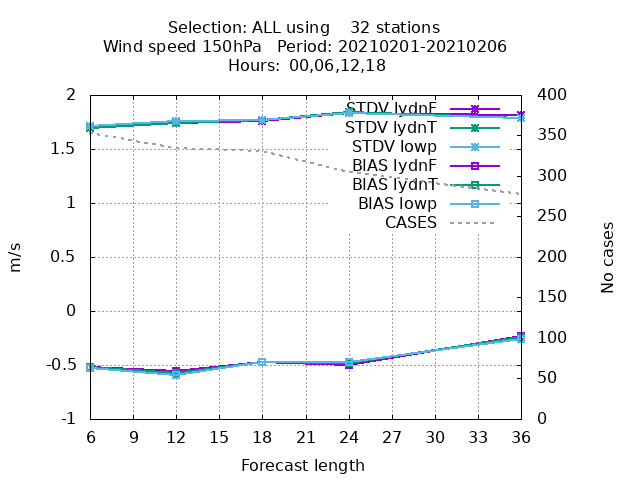 Selection: ALL using 32 stations
Wind speed 150hPa Period: 20210201-20210206
Hours: 00,06,12,18
2
1.5
1
0.5
0
-0.5
-1
400
350
300
250
200
150
100
50
0
STDV lydnF
STDV lydnT
STDV lowp
BIAS lydnF
BIAS lydnT
BIAS lowp
CASES
m/s
No cases
6 9 12 15 18 21 24 27 30 33 36
Forecast length